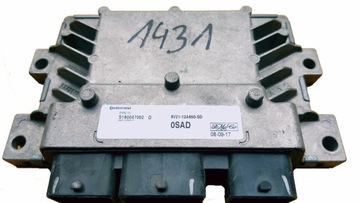 1431
Continental
S180067002 D
8V21-12A650-SD
0SAD
08-09-17